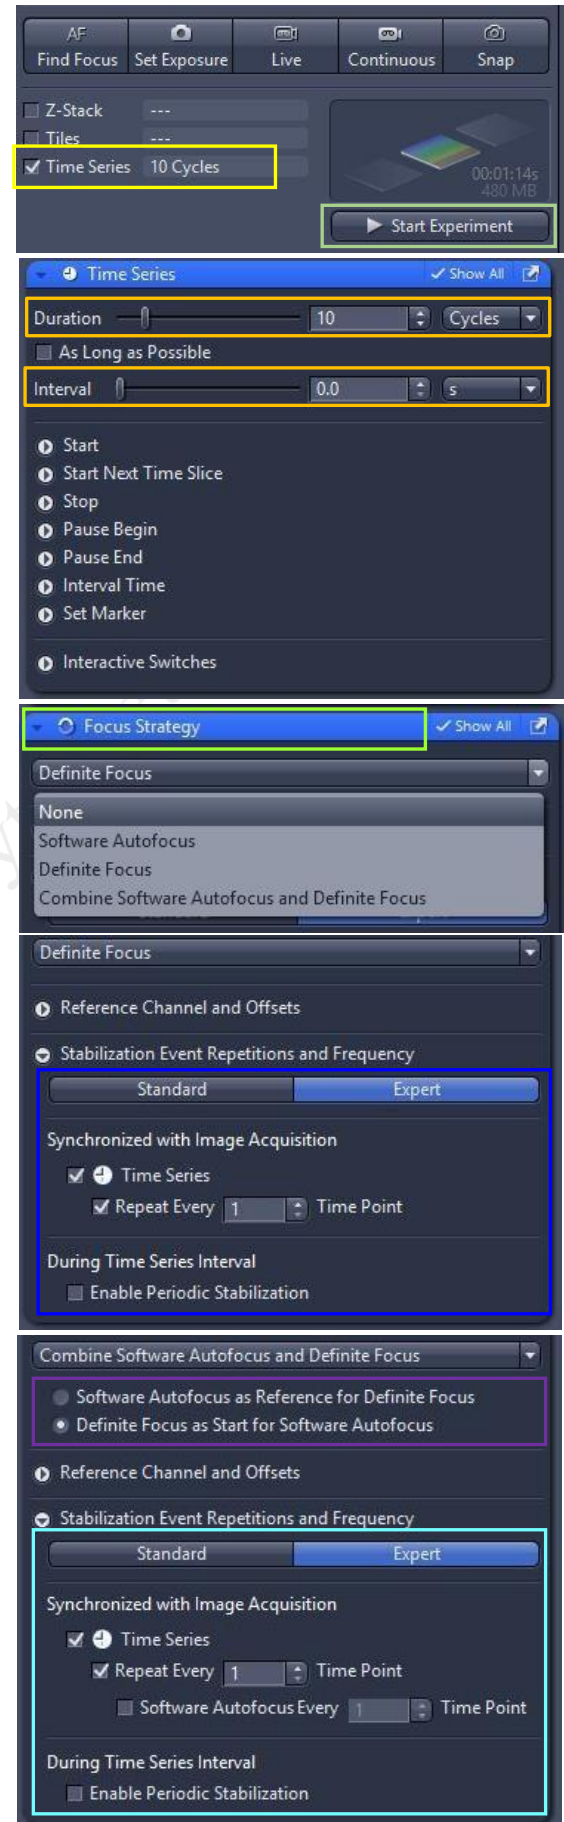 AF
Find Focus Set Exposure Live Continuous Snap
Z-Stack ---
Tiles ---
Time Series 10 Cycles
00:01:14s
480 MB
Start Experiment
Time Series Show All
Duration 10 Cycles
As Long as Possible
Interval 0.0 s
Start
Start Next Time Slice
Stop
Pause Begin
Pause End
Interval Time
Set Marker
Interactive Switches
Focus Strategy Show All
Definite Focus
None
Software Autofocus
Definite Focus
Combine Software Autofocus and Definite Focus
Definite Focus
Reference Channel and Offsets
Stabilization Event Repetitions and Frequency
Standard Expert
Synchronized with Image Acquisition
Time Series
Repeat Every 1 Time Point
During Time Series Interval
Enable Periodic Stabilization
Combine Software Autofocus and Definite Focus
Software Autofocus as Reference for Definite Focus
Definite Focus as Start for Software Autofocus
Reference Channel and Offsets
Stabilization Event Repetitions and Frequency
Standard Expert
Synchronized with Image Acquisition
Time Series
Repeat Every 1 Time Point
Software Autofocus Every 1 Time Point
During Time Series Interval
Enable Periodic Stabilization